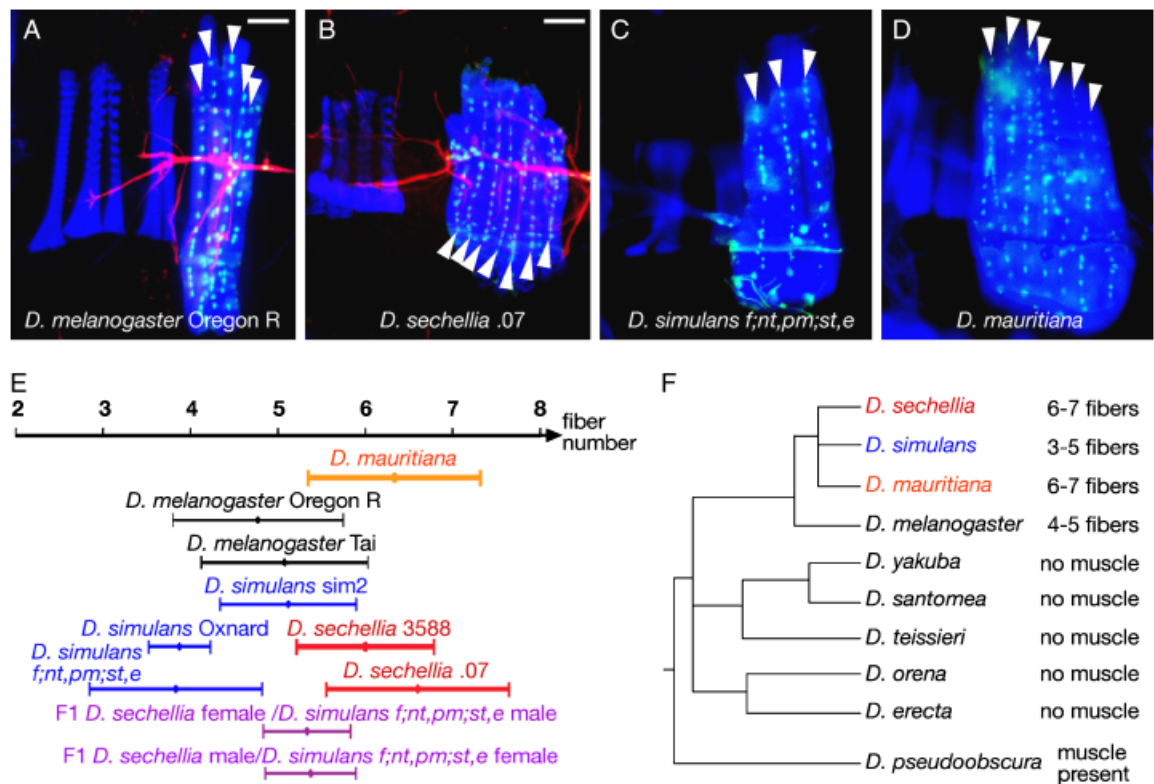 A
B
C
D
D. melanogaster Oregon R
D. sechellia .07
D. simulans f;nt,pm;st,e
D. mauritiana
E
2 3 4 5 6 7 8
fiber
number
D. mauritiana
D. melanogaster Oregon R
D. melanogaster Tai
D. simulans sim2
D. simulans Oxnard
D. sechellia 3588
D. simulans
f;nt,pm;st,e
D. sechellia .07
F1 D. sechellia female /D. simulans f;nt,pm;st,e male
F1 D. sechellia male/D. simulans f;nt,pm;st,e female
F
D. sechellia 6-7 fibers
D. simulans 3-5 fibers
D. mauritiana 6-7 fibers
D. melanogaster 4-5 fibers
D. yakuba no muscle
D. santomea no muscle
D. teissieri no muscle
D. orena no muscle
D. erecta no muscle
D. pseudoobscura muscle
present